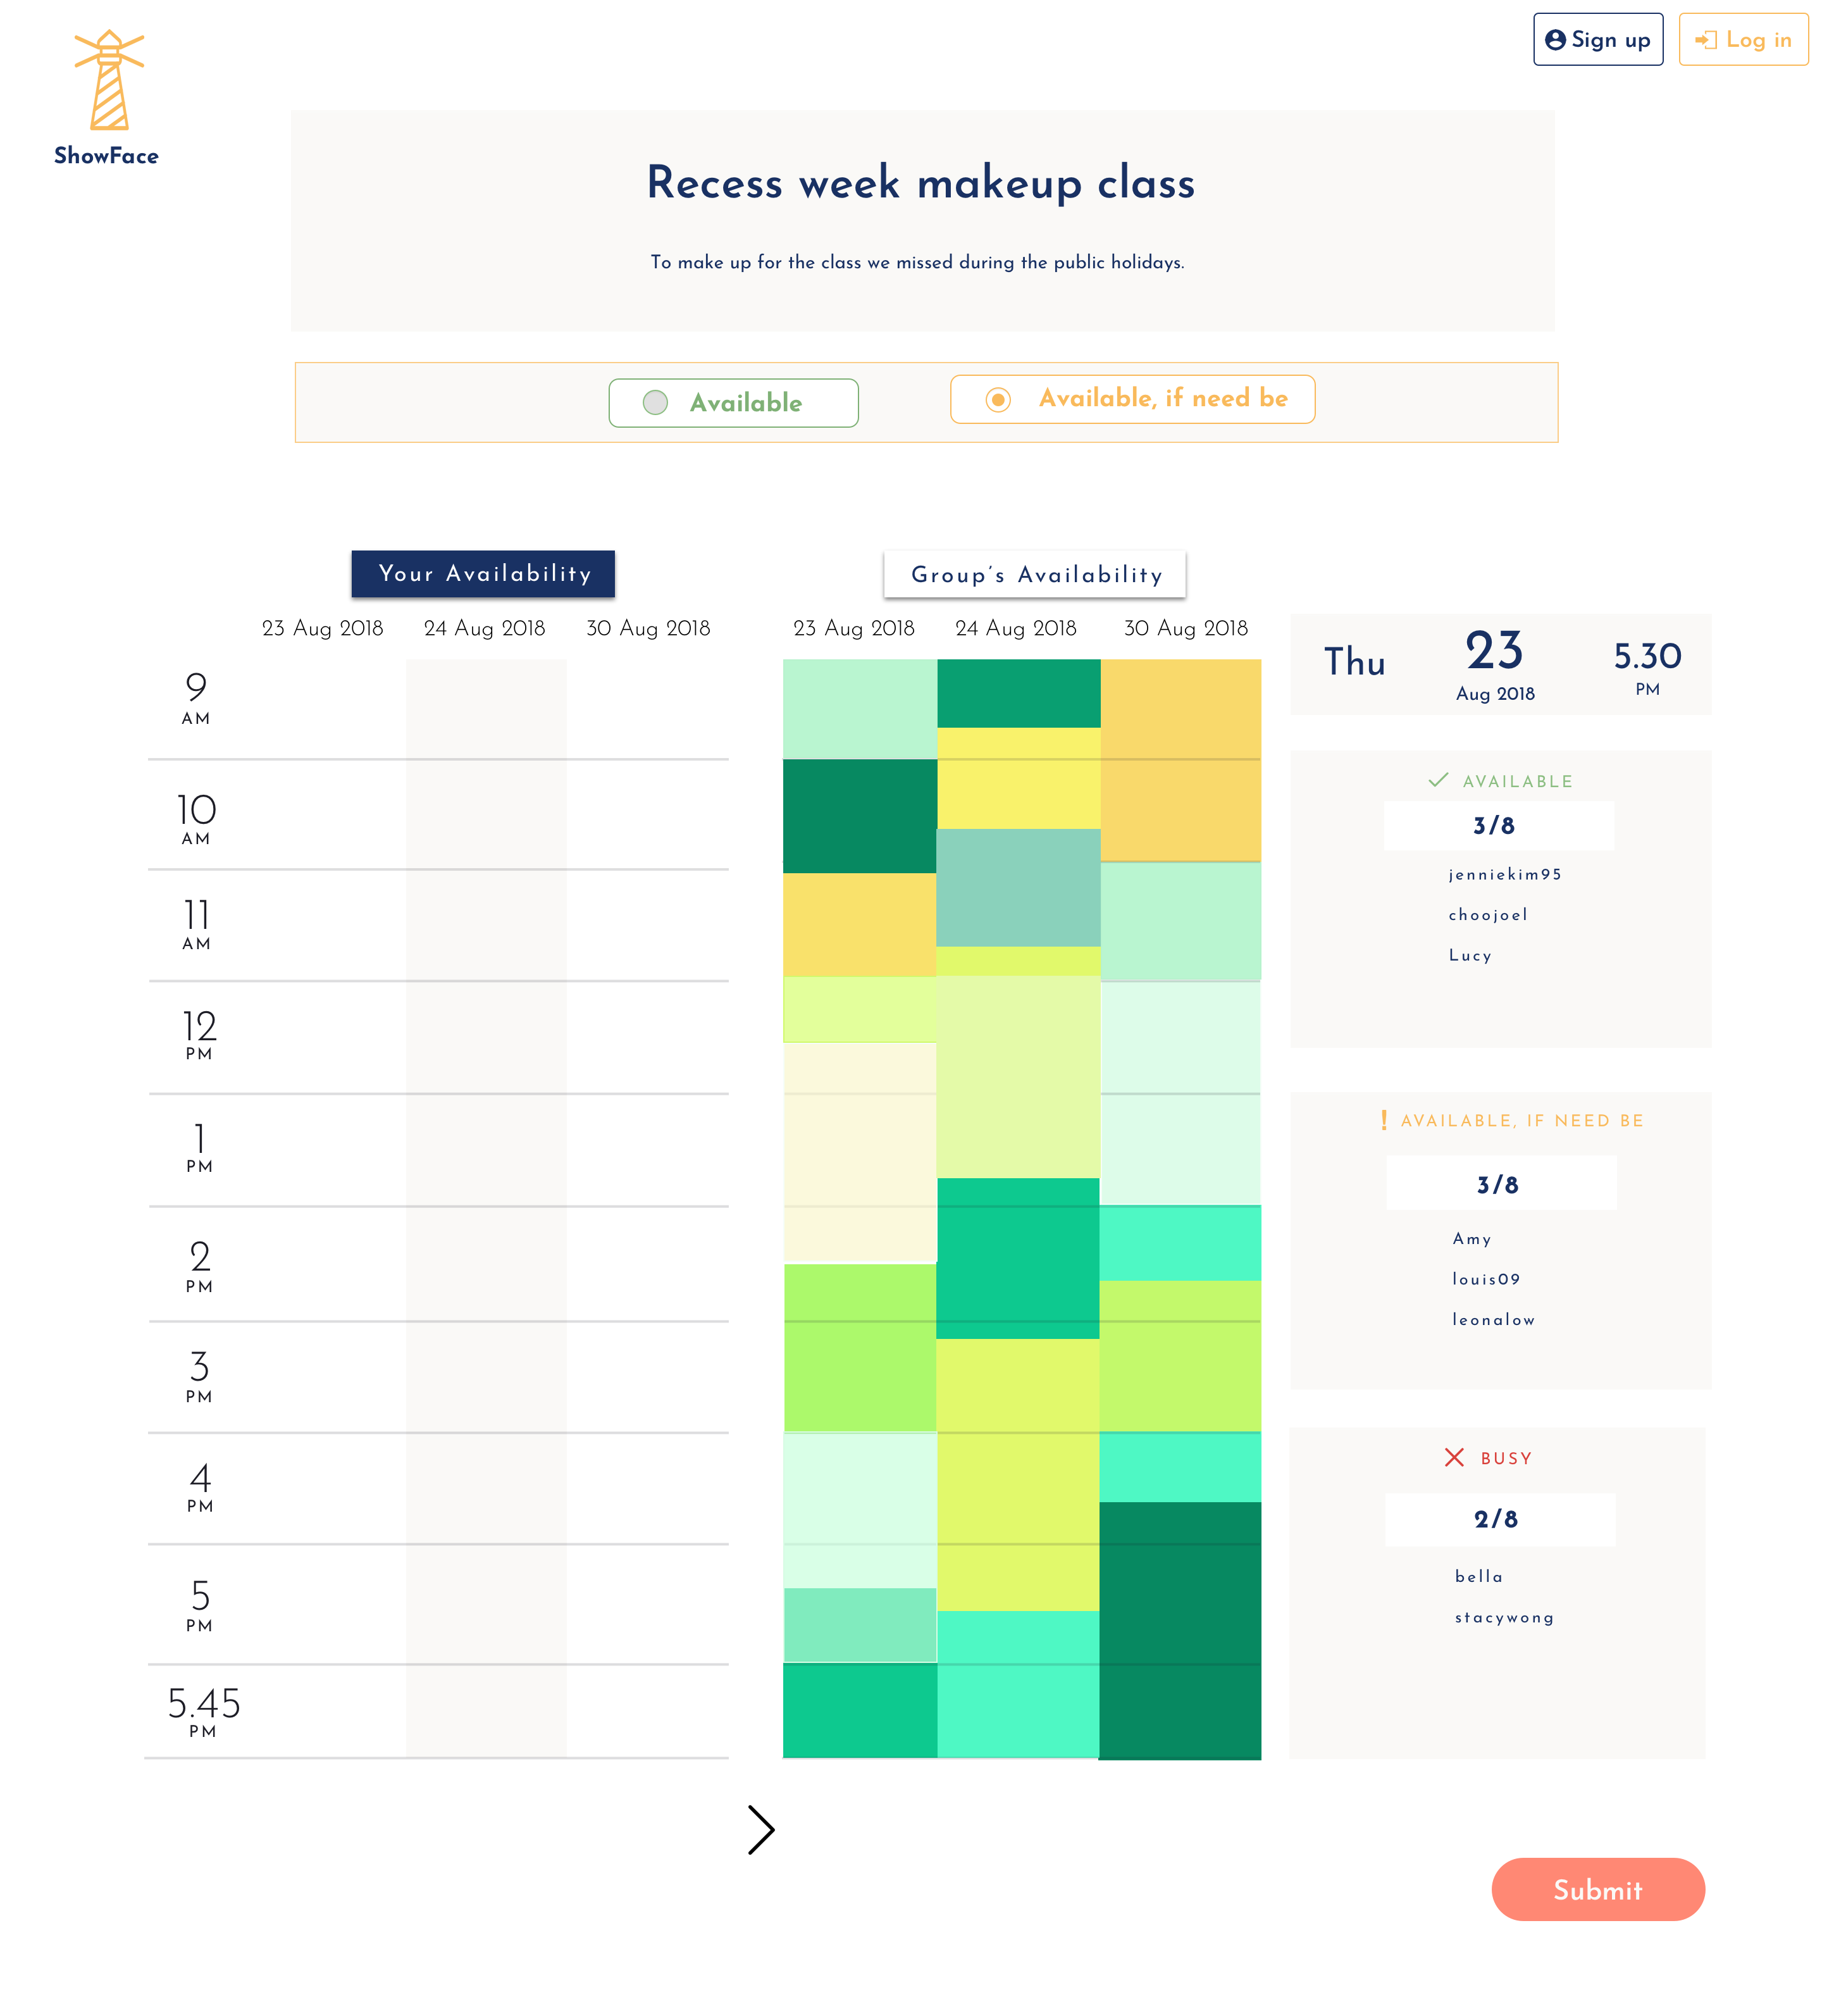 Sign up
Log in
ShowFace
Recess week makeup class
To make up for the class we missed during the public holidays.
Available
Available, if need be
Your Availability
Group's Availability
23 Aug 2018
24 Aug 2018
30 Aug 2018
23 Aug 2018
24 Aug 2018
30 Aug 2018
9
AM
10
AM
11
AM
12
PM
1
PM
2
PM
3
PM
4
PM
5
PM
5.45
PM
Thu
23
Aug 2018
5.30
PM
AVAILABLE
3/8
jenniekim95
choojoel
Lucy
! AVAILABLE, IF NEED BE
3/8
Amy
louis09
leonalow
BUSY
2/8
bella
stacywong
Submit